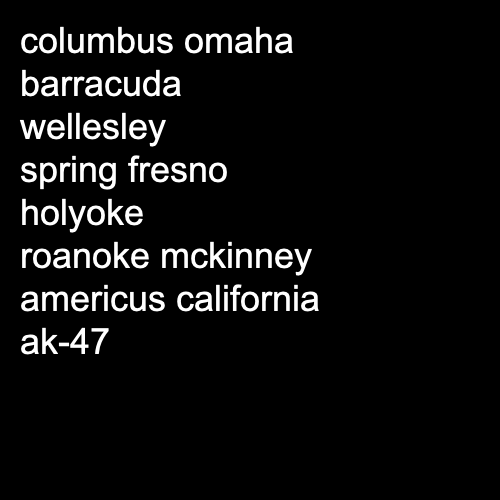 columbus omaha
barracuda
wellesley
spring fresno
holyoke
roanoke mckinney
americus california
ak-47